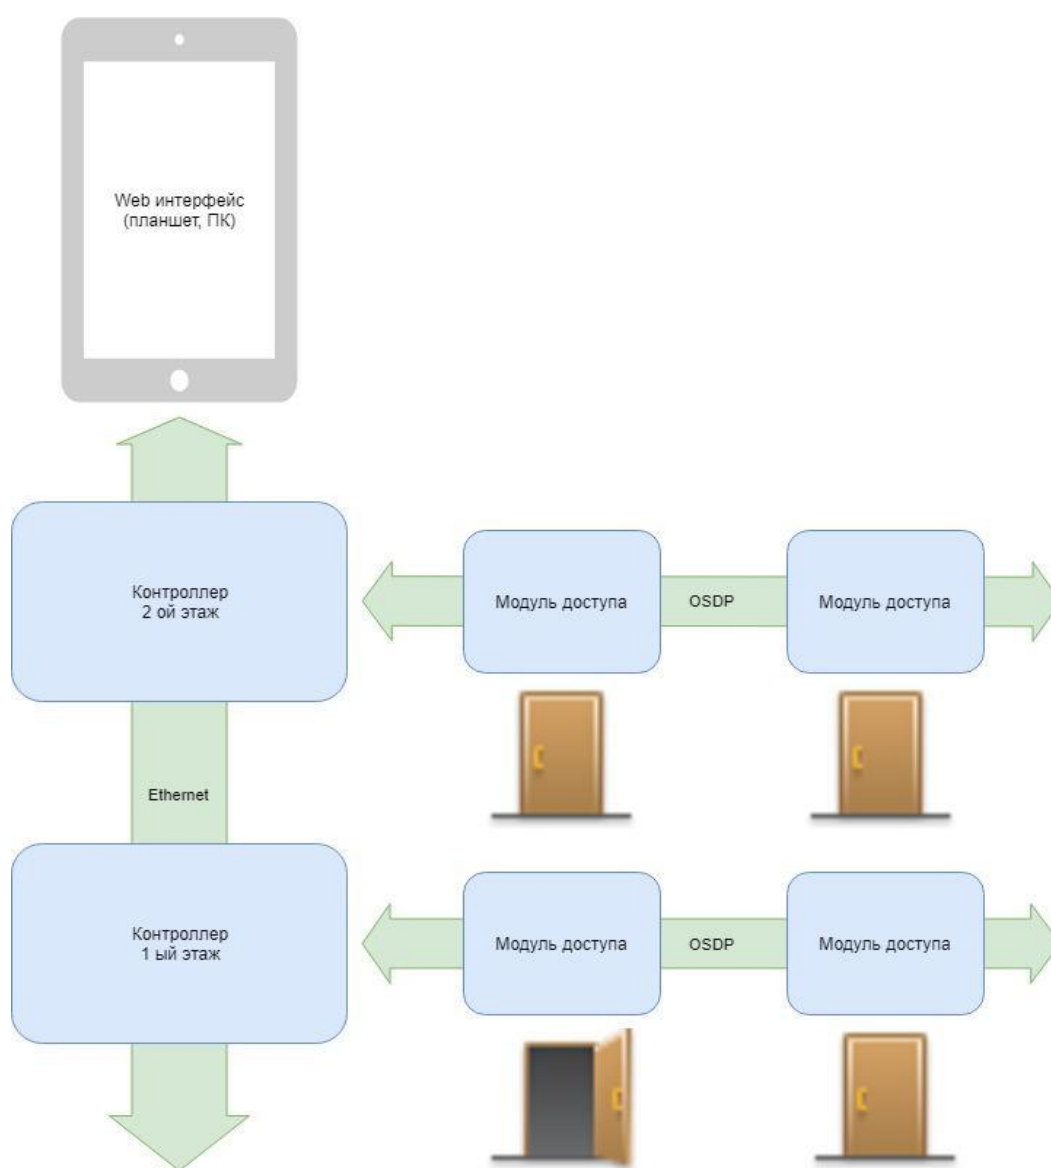 Web интерфейс
(планшет, ПК)
Контроллер
2 ой этаж
Модуль доступа
OSDP
Модуль доступа
Ethernet
Контроллер
1 ый этаж
Модуль доступа
OSDP
Модуль доступа